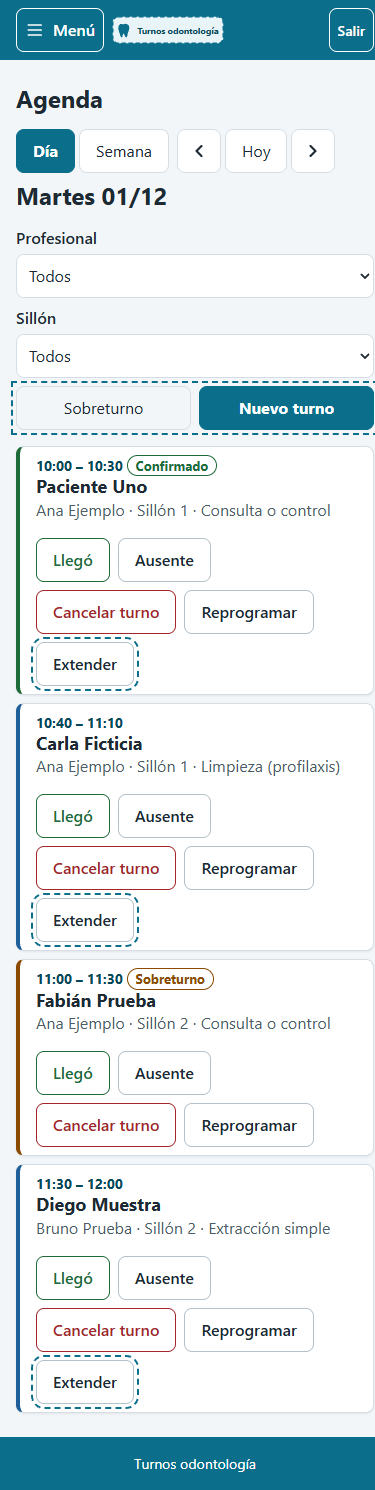 Menú
Turnos odontología
Salir
Agenda
Día Semana Hoy
Martes 01/12
Profesional
Todos
Sillón
Todos
Sobreturno Nuevo turno
10:00 – 10:30 Confirmado
Paciente Uno
Ana Ejemplo · Sillón 1 · Consulta o control
Llegó Ausente
Cancelar turno Reprogramar
Extender
10:40 – 11:10
Carla Ficticia
Ana Ejemplo · Sillón 1 · Limpieza (profilaxis)
Llegó Ausente
Cancelar turno Reprogramar
Extender
11:00 – 11:30 Sobreturno
Fabián Prueba
Ana Ejemplo · Sillón 2 · Consulta o control
Llegó Ausente
Cancelar turno Reprogramar
11:30 – 12:00
Diego Muestra
Bruno Prueba · Sillón 2 · Extracción simple
Llegó Ausente
Cancelar turno Reprogramar
Extender
Turnos odontología